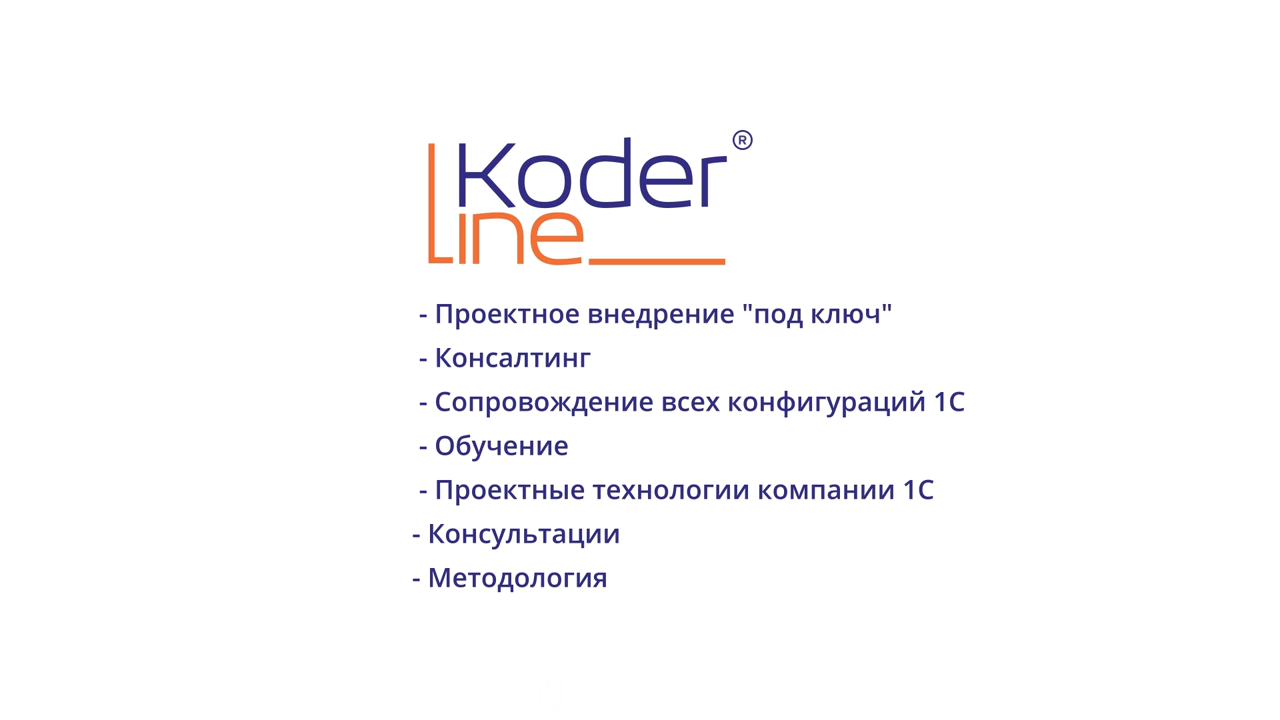 Koder®
Line
- Проектное внедрение "под ключ"
- Консалтинг
- Сопровождение всех конфигураций 1С
- Обучение
- Проектные технологии компании 1С
- Консультации
- Методология